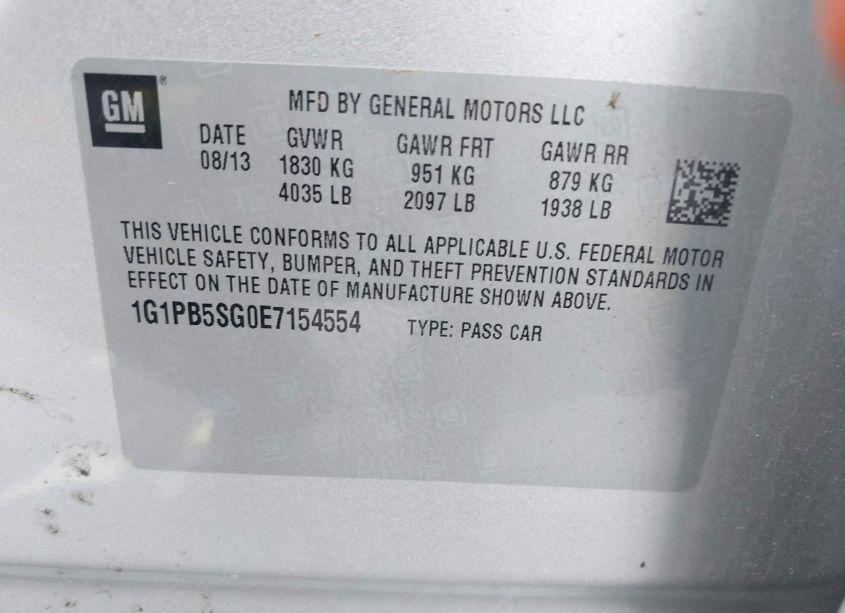 GM®
MFD BY GENERAL MOTORS LLC
DATE GVWR GAWR FRT GAWR RR
08/13 1830 KG 951 KG 879 KG
4035 LB 2097 LB 1938 LB
THIS VEHICLE CONFORMS TO ALL APPLICABLE U.S. FEDERAL MOTOR
VEHICLE SAFETY, BUMPER, AND THEFT PREVENTION STANDARDS IN
EFFECT ON THE DATE OF MANUFACTURE SHOWN ABOVE.
1G1PB5SG0E7154554 TYPE: PASS CAR